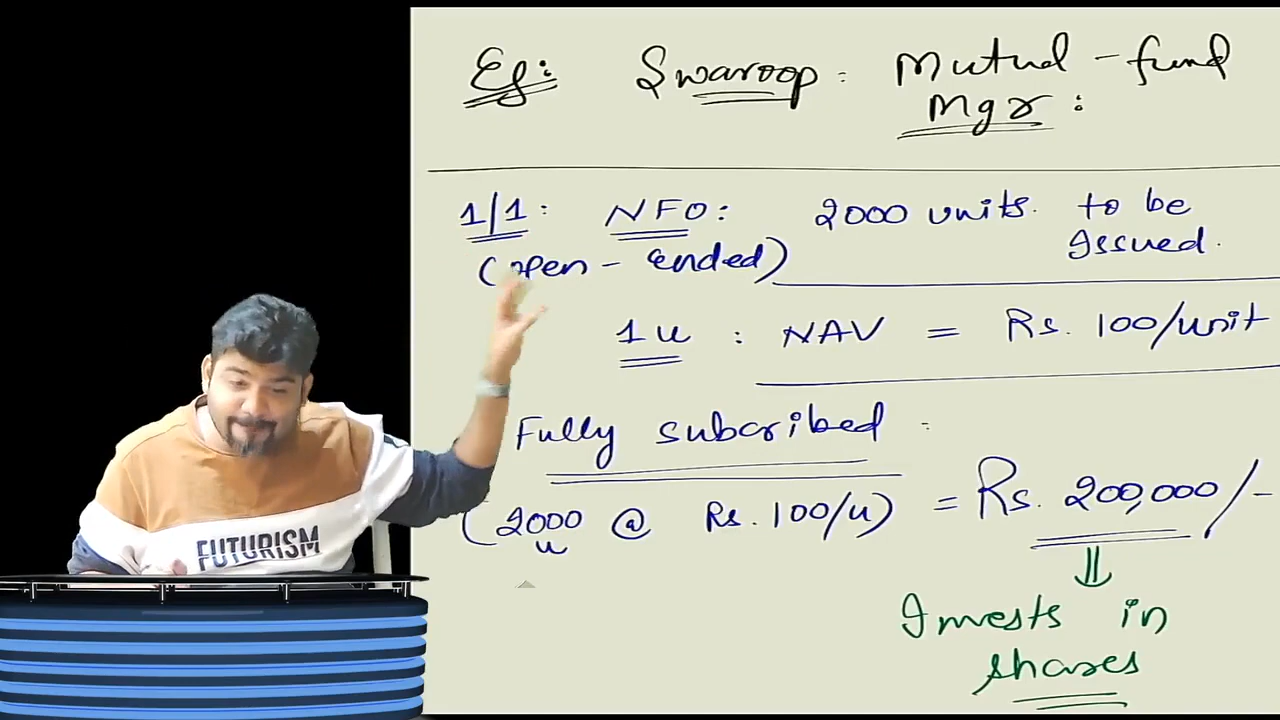 Eg: Swaroop: Mutual-fund
Mgr:
1/1: NFO: 2000 units. to be
issued.
(open-ended)
1 u : NAV = Rs. 100/unit
Fully subcribed :
(2000 @ Rs. 100/u) = Rs. 200,000/-
u
⇓
Invests in
shares
FUTURISM